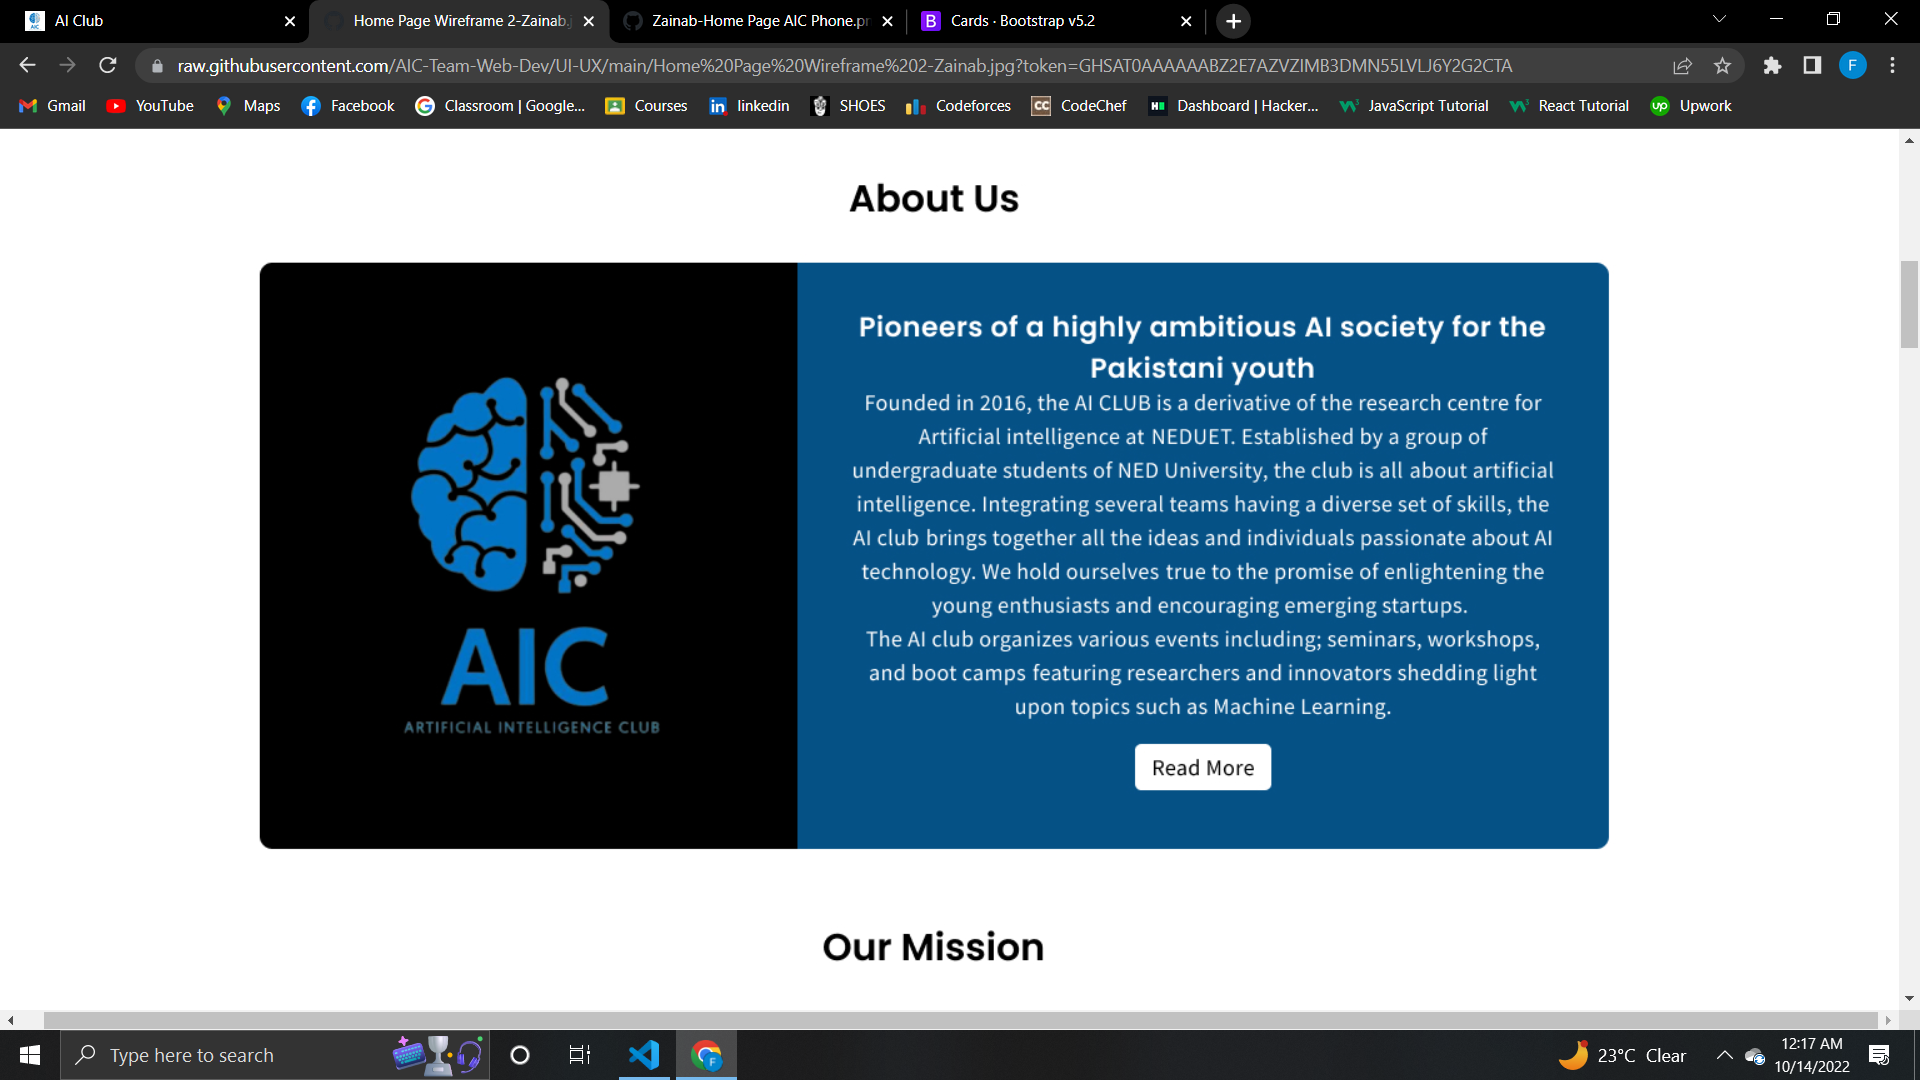 AI Club
Home Page Wireframe 2-Zainab.j
Zainab-Home Page AIC Phone.pn
B
Cards · Bootstrap v5.2
raw.githubusercontent.com/AIC-Team-Web-Dev/UI-UX/main/Home%20Page%20Wireframe%202-Zainab.jpg?token=GHSAT0AAAAAABZ2E7AZVZIMB3DMN55LVLJ6Y2G2CTA
F
Gmail
YouTube
Maps
Facebook
Classroom | Google...
Courses
linkedin
SHOES
Codeforces
CC
CodeChef
Dashboard | Hacker...
JavaScript Tutorial
React Tutorial
up
Upwork
About Us
Pioneers of a highly ambitious AI society for the
Pakistani youth
Founded in 2016, the AI CLUB is a derivative of the research centre for
Artificial intelligence at NEDUET. Established by a group of
undergraduate students of NED University, the club is all about artificial
intelligence. Integrating several teams having a diverse set of skills, the
AI club brings together all the ideas and individuals passionate about AI
technology. We hold ourselves true to the promise of enlightening the
young enthusiasts and encouraging emerging startups.
The AI club organizes various events including; seminars, workshops,
and boot camps featuring researchers and innovators shedding light
upon topics such as Machine Learning.
Read More
AIC
ARTIFICIAL INTELLIGENCE CLUB
Our Mission
Type here to search
23°C Clear
12:17 AM
10/14/2022